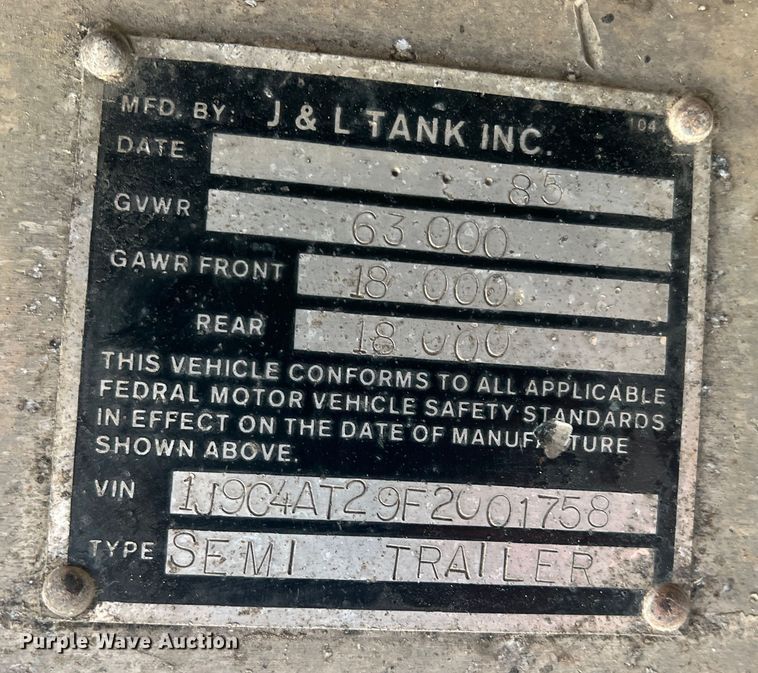 MFD. BY: J & L TANK INC.
104
DATE 85
GVWR 63 000
GAWR FRONT 18 000
REAR 18 000
THIS VEHICLE CONFORMS TO ALL APPLICABLE
FEDRAL MOTOR VEHICLE SAFETY STANDARDS
IN EFFECT ON THE DATE OF MANUFACTURE
SHOWN ABOVE.
VIN 1J9C4AT29F2001758
TYPE SEMI TRAILER
Purple Wave Auction